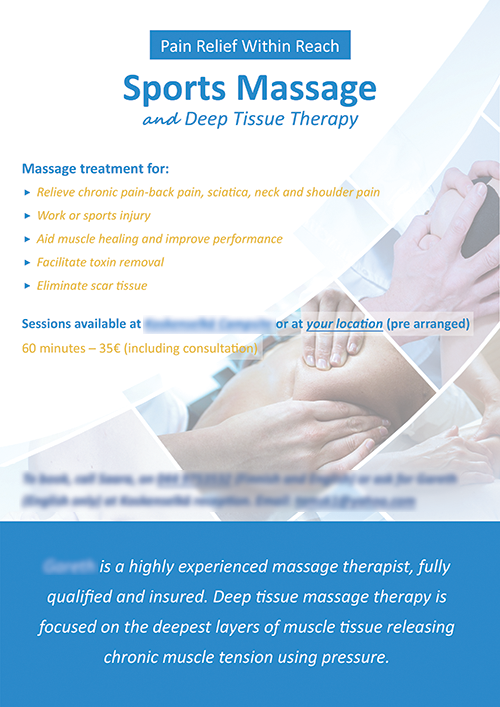 Pain Relief Within Reach
Sports Massage
and Deep Tissue Therapy
Massage treatment for:
Relieve chronic pain-back pain, sciatica, neck and shoulder pain
Work or sports injury
Aid muscle healing and improve performance
Facilitate toxin removal
Eliminate scar tissue
Sessions available at or at your location (pre arranged)
60 minutes – 35€ (including consultation)
is a highly experienced massage therapist, fully
qualified and insured. Deep tissue massage therapy is
focused on the deepest layers of muscle tissue releasing
chronic muscle tension using pressure.